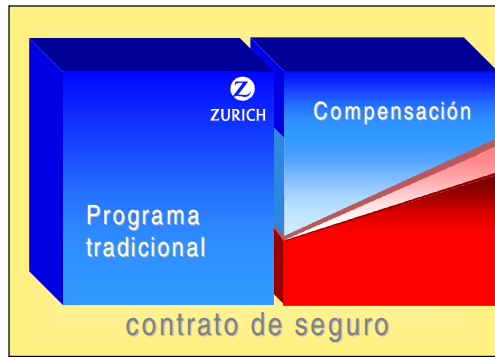 Z
ZURICH
Compensación
Programa
tradicional
contrato de seguro